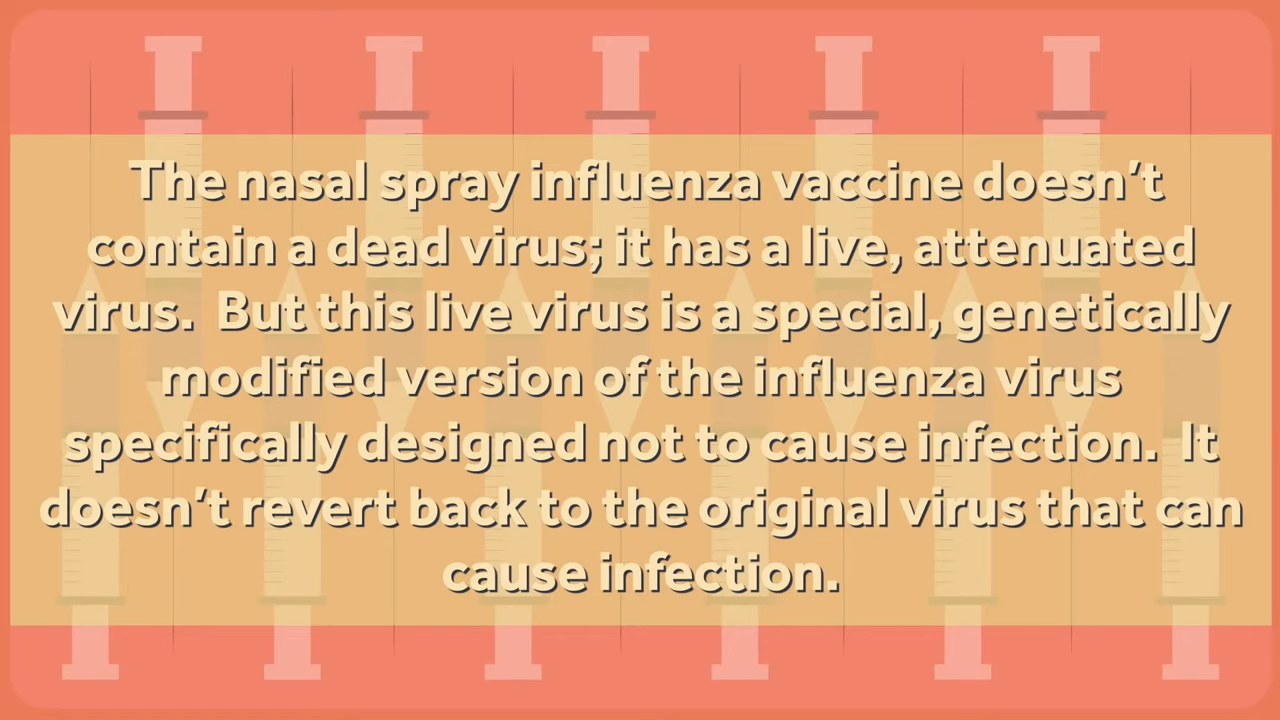 The nasal spray influenza vaccine doesn't
contain a dead virus; it has a live, attenuated
virus.  But this live virus is a special, genetically
modified version of the influenza virus
specifically designed not to cause infection.  It
doesn't revert back to the original virus that can
cause infection.